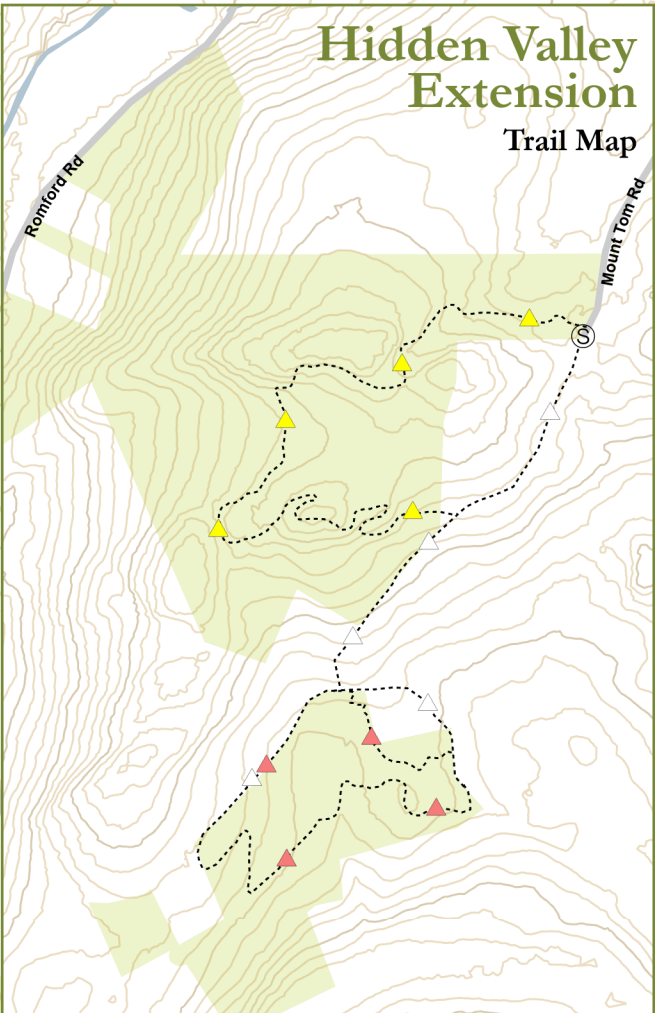 Hidden Valley
Extension
Trail Map
Romford Rd
Mount Tom Rd
S